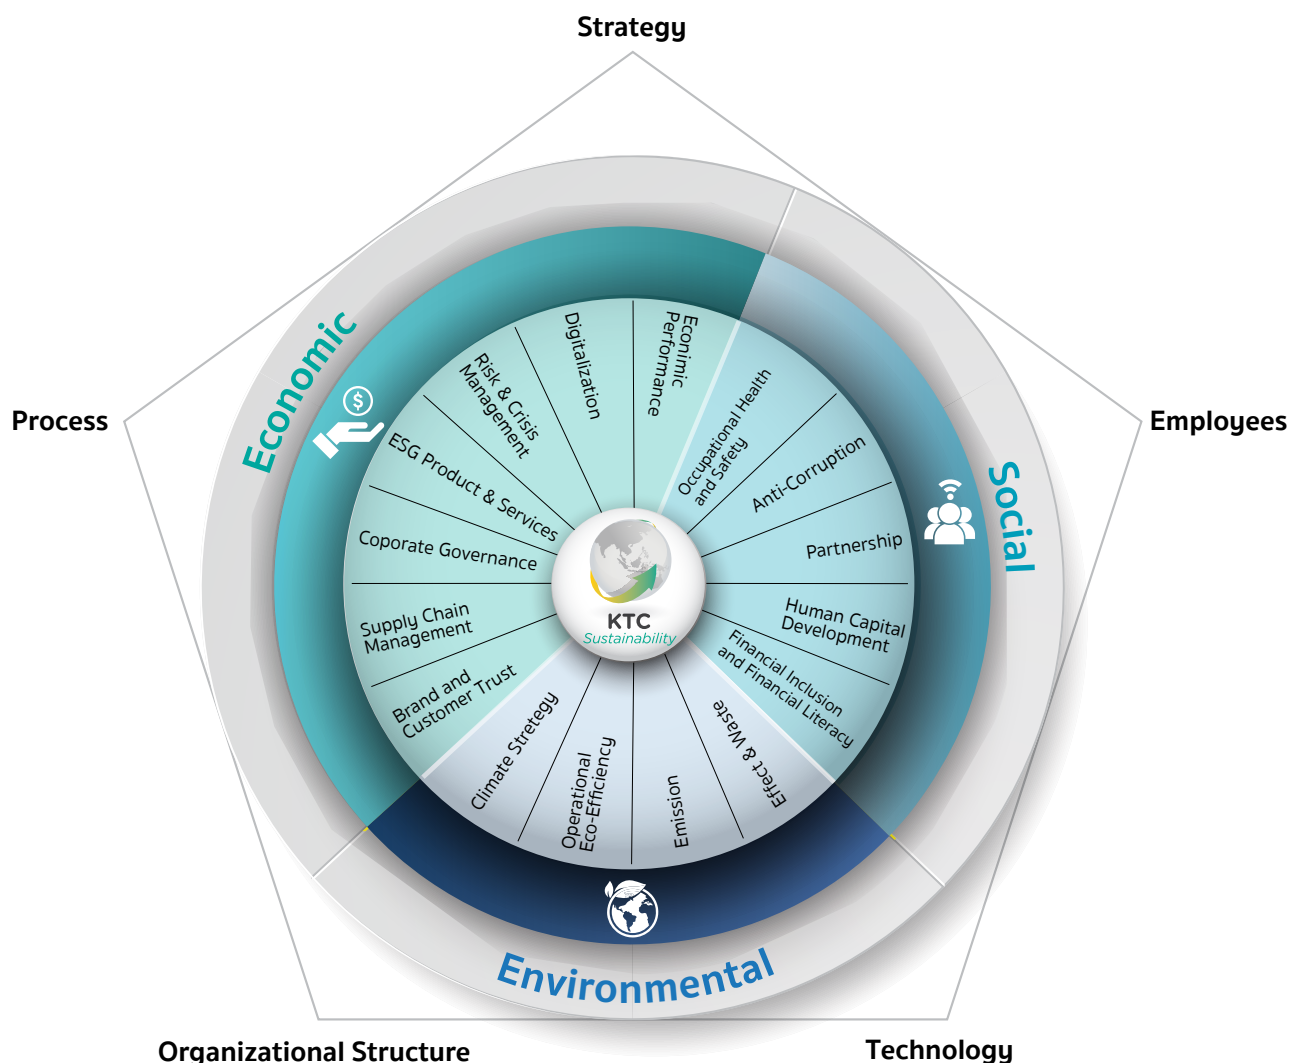 Strategy
Process
Employees
Organizational Structure
Technology
Economic
Social
Environmental
$
Econimic
Performance
Digitalization
Risk & Crisis
Management
ESG Product & Services
Coporate Governance
Supply Chain
Management
Brand and
Customer Trust
Occupational Health
and Safety
Anti-Corruption
Partnership
Human Capital
Development
Financial Inclusion
and Financial Literacy
Climate Stretegy
Operational
Eco-Efficiency
Emission
Effect & Waste
KTC
Sustainability